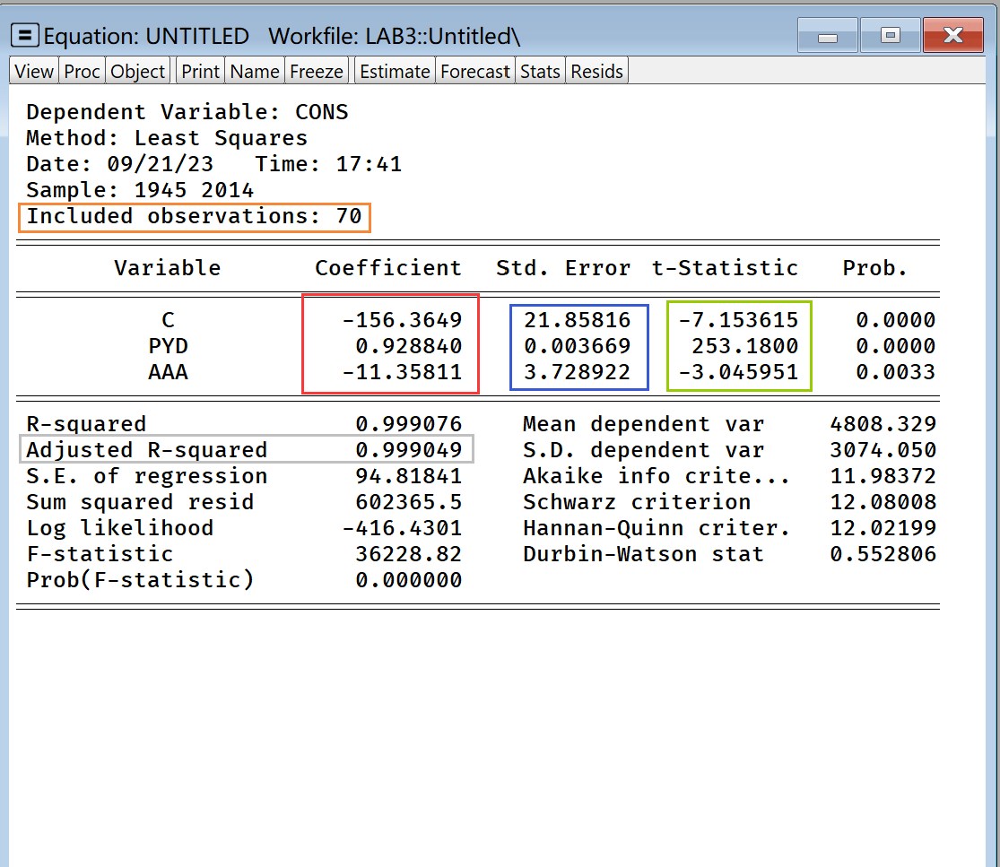 Equation: UNTITLED   Workfile: LAB3::Untitled\
View Proc Object Print Name Freeze Estimate Forecast Stats Resids
Dependent Variable: CONS
Method: Least Squares
Date: 09/21/23   Time: 17:41
Sample: 1945 2014
Included observations: 70
Variable Coefficient Std. Error t-Statistic Prob.
C -156.3649 21.85816 -7.153615 0.0000
PYD 0.928840 0.003669 253.1800 0.0000
AAA -11.35811 3.728922 -3.045951 0.0033
R-squared 0.999076 Mean dependent var 4808.329
Adjusted R-squared 0.999049 S.D. dependent var 3074.050
S.E. of regression 94.81841 Akaike info crite... 11.98372
Sum squared resid 602365.5 Schwarz criterion 12.08008
Log likelihood -416.4301 Hannan-Quinn criter. 12.02199
F-statistic 36228.82 Durbin-Watson stat 0.552806
Prob(F-statistic) 0.000000